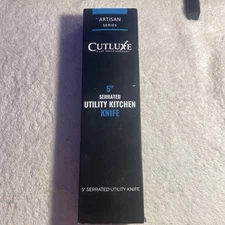 ARTISAN
SERIES
CUTLUXE
5"
SERRATED
UTILITY KITCHEN
KNIFE
5" SERRATED UTILITY KNIFE